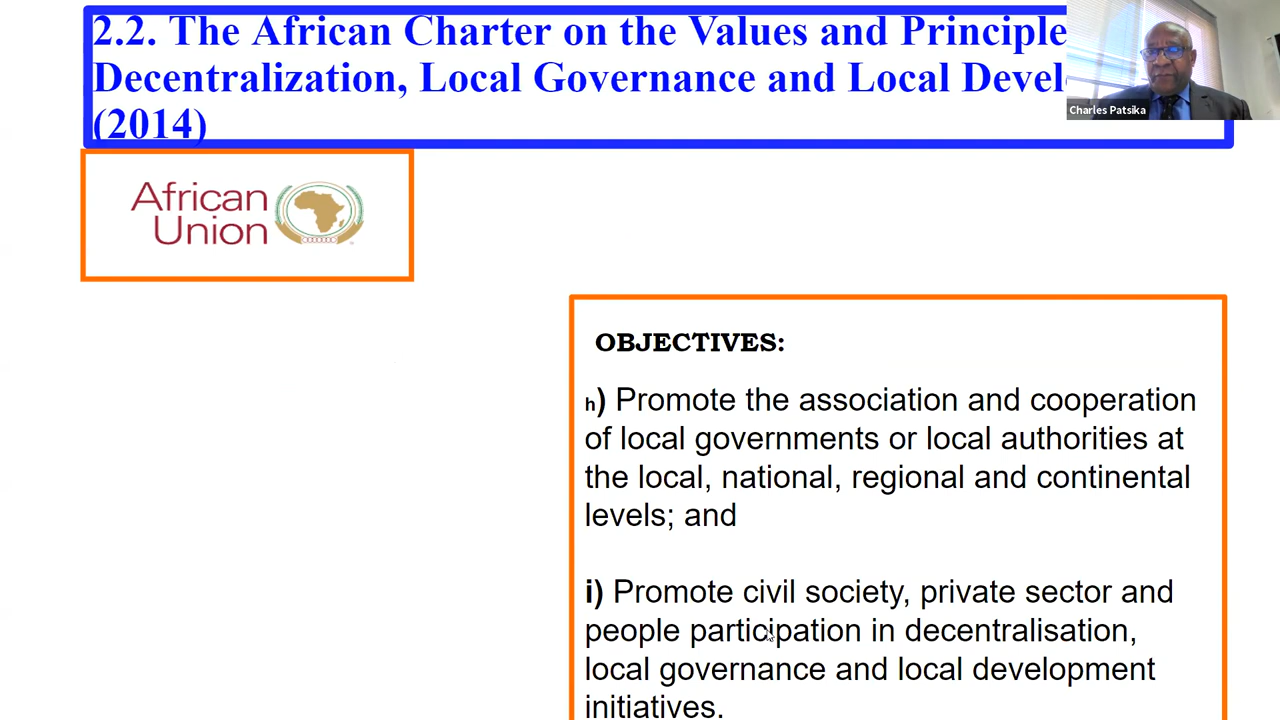 2.2. The African Charter on the Values and Principle
Decentralization, Local Governance and Local Devel
(2014)
Charles Patsika
African
Union
OBJECTIVES:
h) Promote the association and cooperation
of local governments or local authorities at
the local, national, regional and continental
levels; and
i) Promote civil society, private sector and
people participation in decentralisation,
local governance and local development
initiatives.